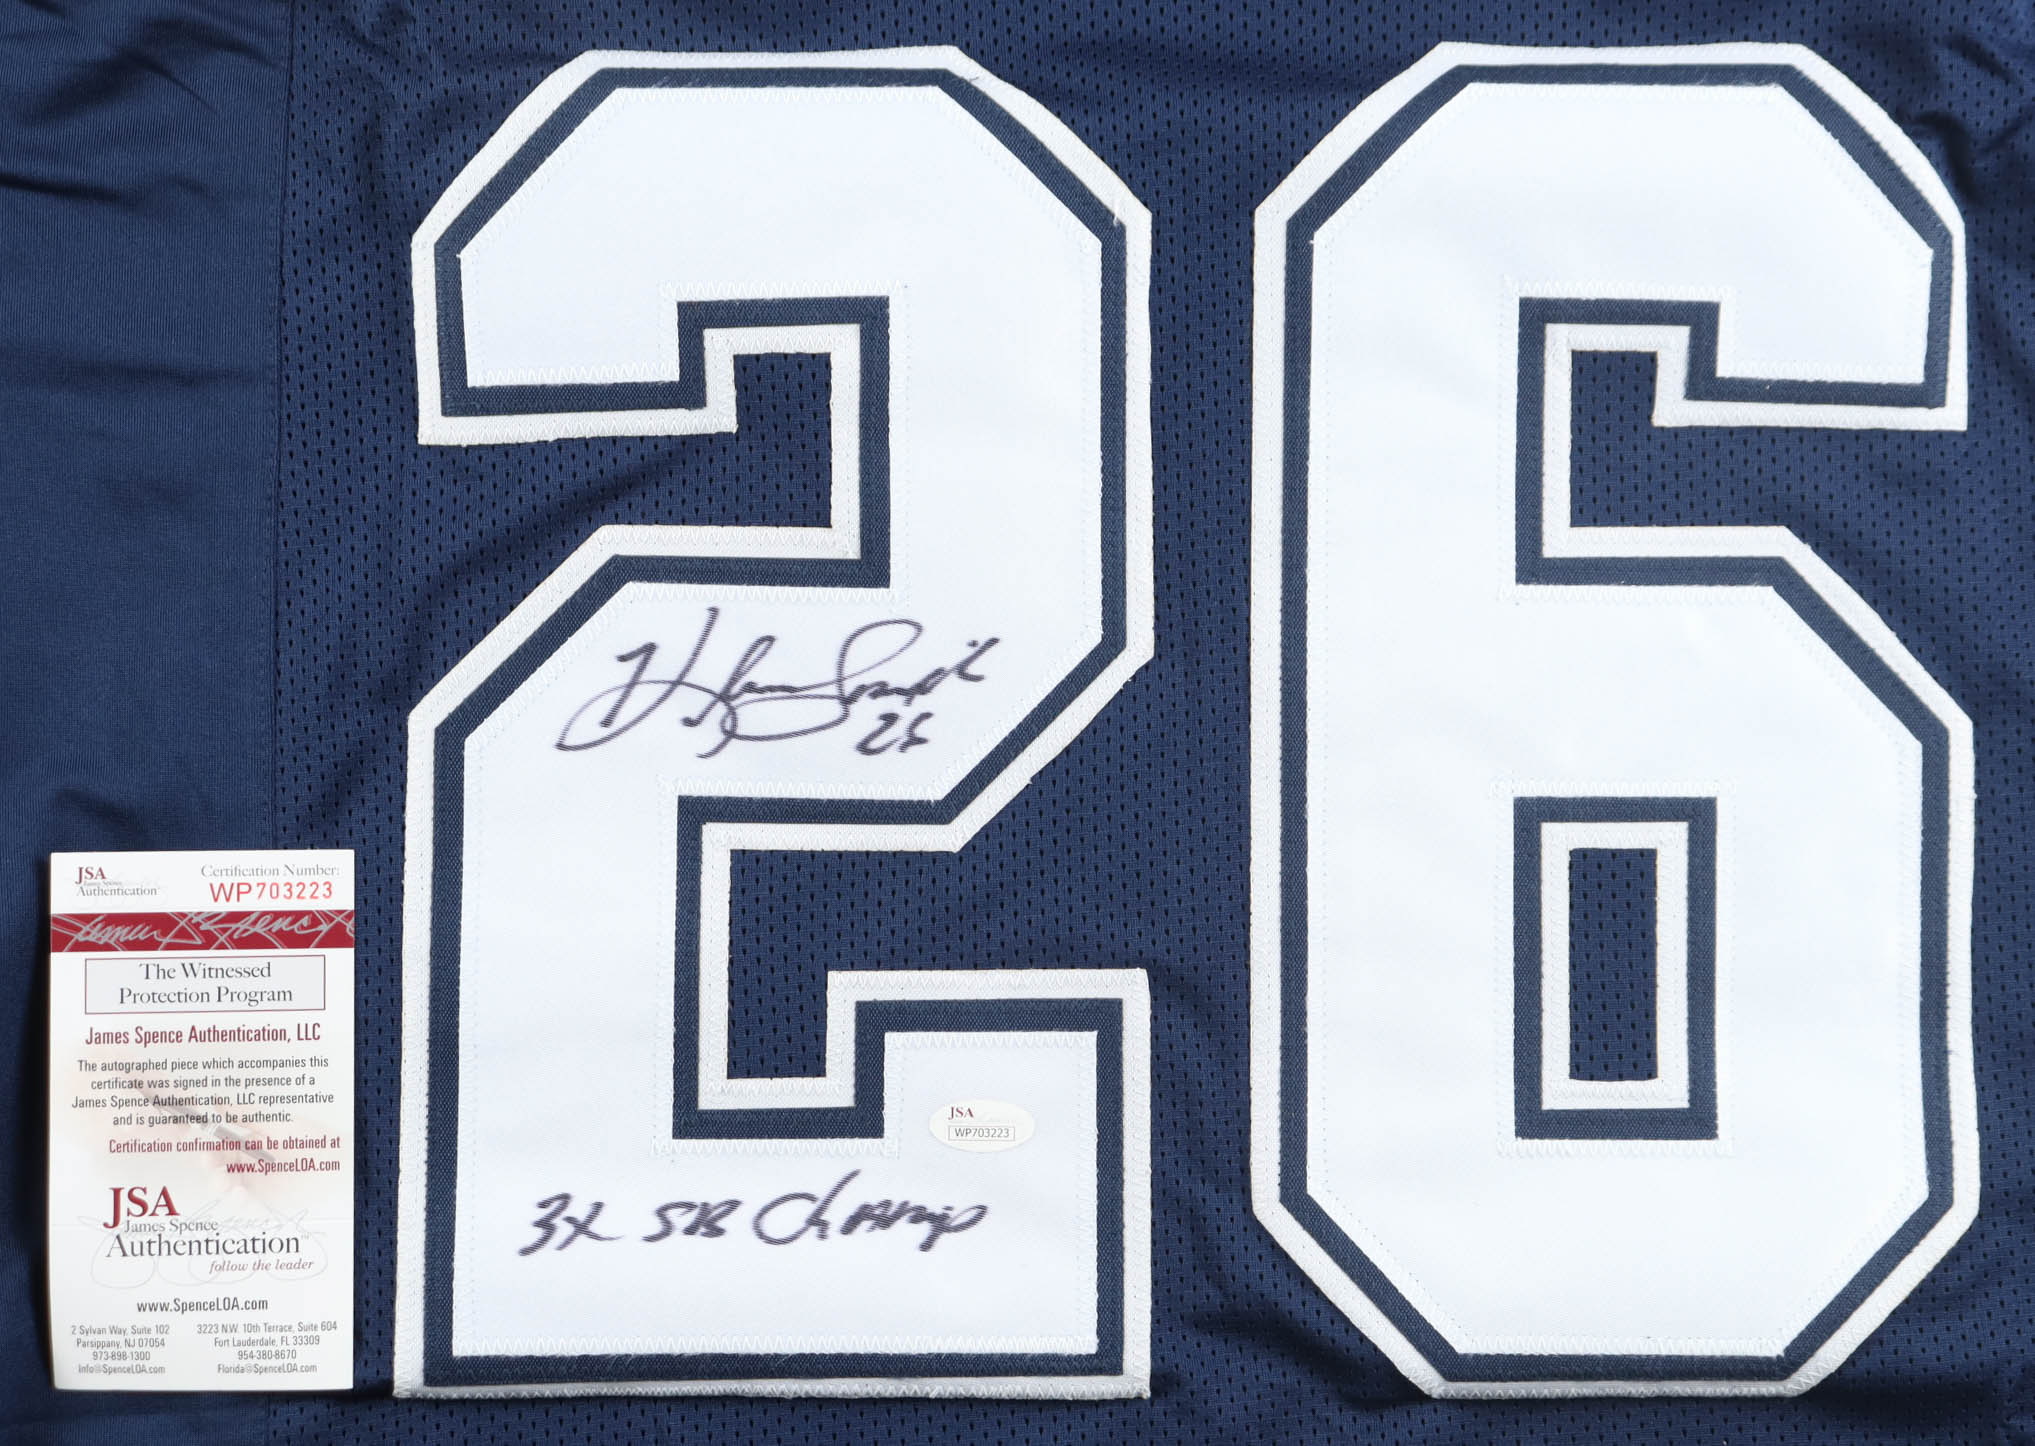 26
Kevin Smith
26
JSA
WP703223
3x SB Champ
JSA
James Spence
Authentication
Certification Number:
WP703223
James Spence
The Witnessed
Protection Program
James Spence Authentication, LLC
The autographed piece which accompanies this
certificate was signed in the presence of a
James Spence Authentication, LLC representative
and is guaranteed to be authentic.
Certification confirmation can be obtained at
www.SpenceLOA.com
JSA
James Spence
Authentication
follow the leader
www.SpenceLOA.com
2 Sylvan Way, Suite 102
Parsippany, NJ 07054
973-898-1300
Info@SpenceLOA.com
3223 N.W. 10th Terrace, Suite 604
Fort Lauderdale, FL 33309
954-380-8670
Florida@SpenceLOA.com